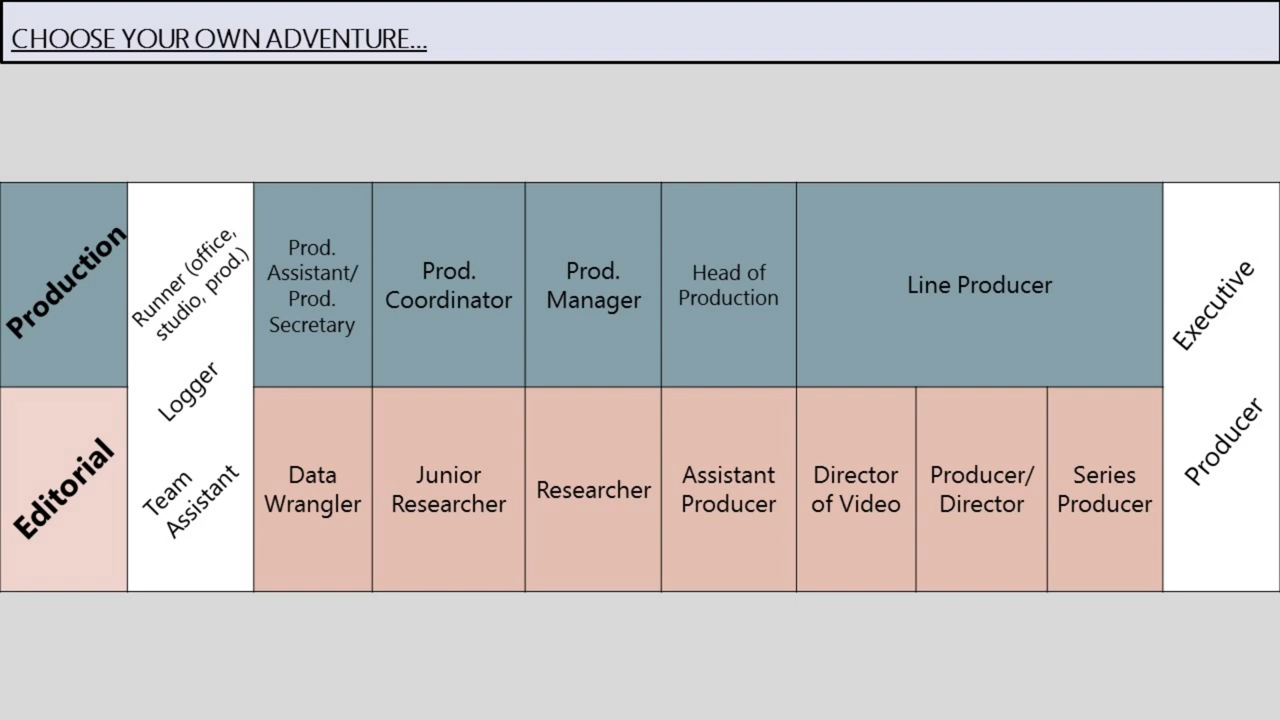 CHOOSE YOUR OWN ADVENTURE...
Production
Runner (office,
studio, prod.)
Logger
Team
Assistant
Prod.
Assistant/
Prod.
Secretary
Prod.
Coordinator
Prod.
Manager
Head of
Production
Line Producer
Executive
Producer
Editorial
Data
Wrangler
Junior
Researcher
Researcher
Assistant
Producer
Director
of Video
Producer/
Director
Series
Producer